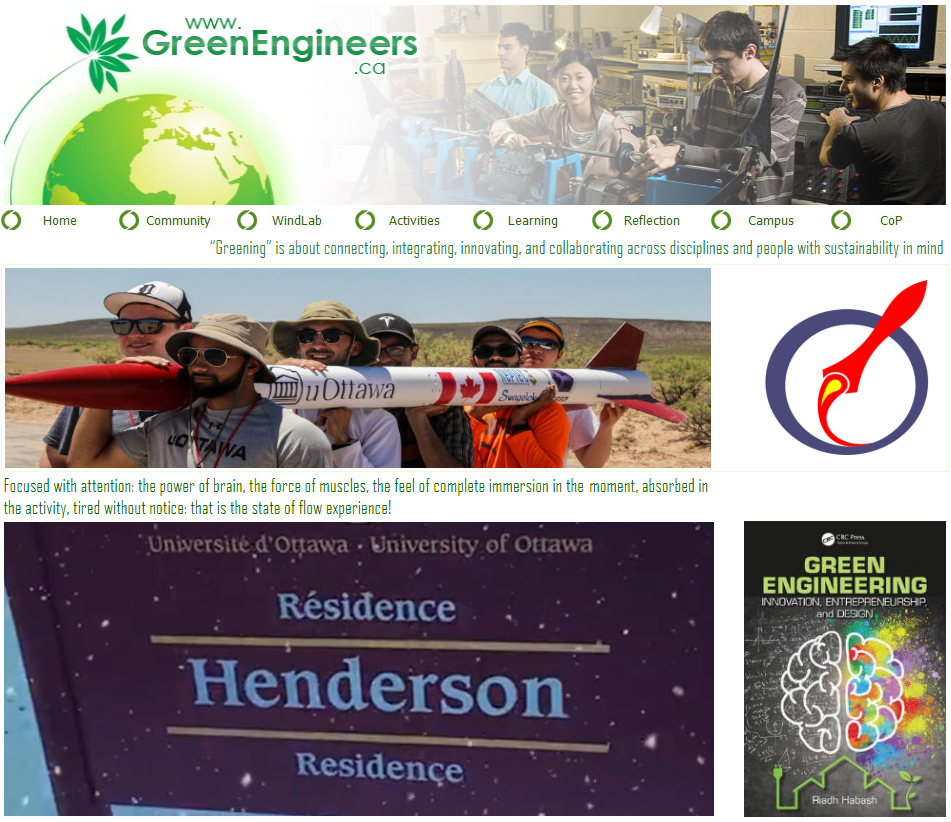 www.
GreenEngineers
.ca
Home Community WindLab Activities Learning Reflection Campus CoP
“Greening” is about connecting, integrating, innovating, and collaborating across disciplines and people with sustainability in mind
uOttawa
Swagelok
UOTTAWA
Focused with attention: the power of brain, the force of muscles, the feel of complete immersion in the moment, absorbed in
the activity, tired without notice: that is the state of flow experience!
Université d'Ottawa · University of Ottawa
Résidence
Henderson
Residence
CRC Press
GREEN
ENGINEERING
INNOVATION, ENTREPRENEURSHIP,
and DESIGN
Riadh Habash